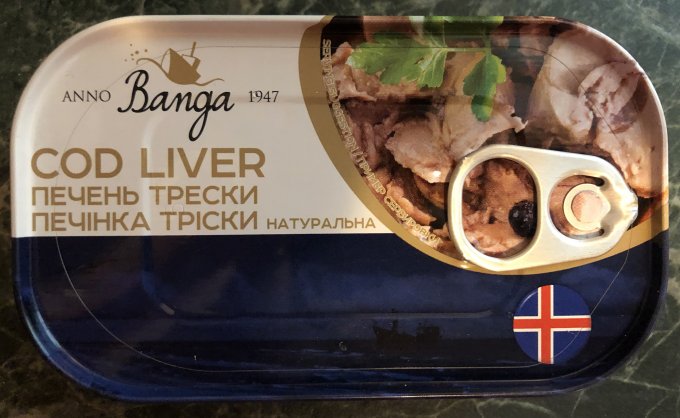 ANNO Banga 1947
COD LIVER
ПЕЧЕНЬ ТРЕСКИ
ПЕЧІНКА ТРІСКИ НАТУРАЛЬНА